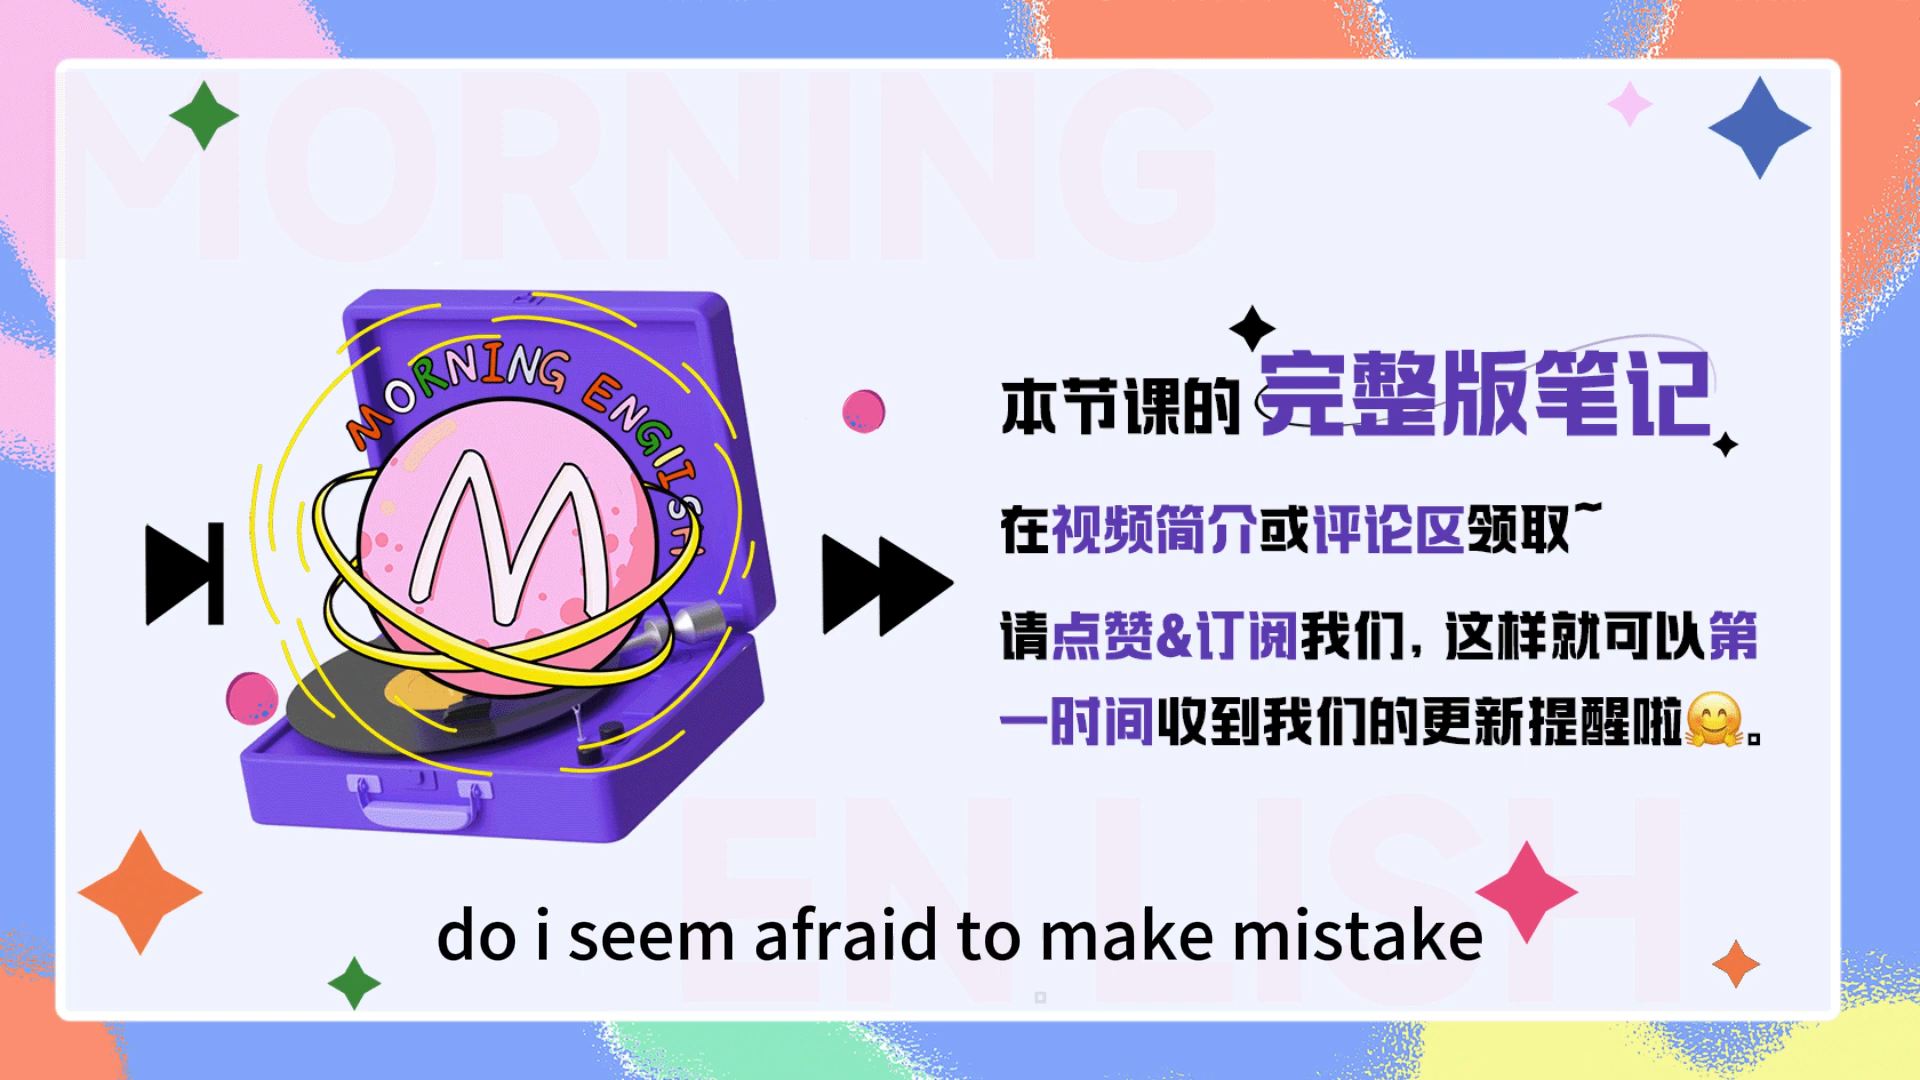 MORNING
MORNING ENGLISH
M
本节课的完整版笔记
在视频简介或评论区领取~
请点赞&订阅我们，这样就可以第
一时间收到我们的更新提醒啦🤗。
EN LISH
do i seem afraid to make mistake